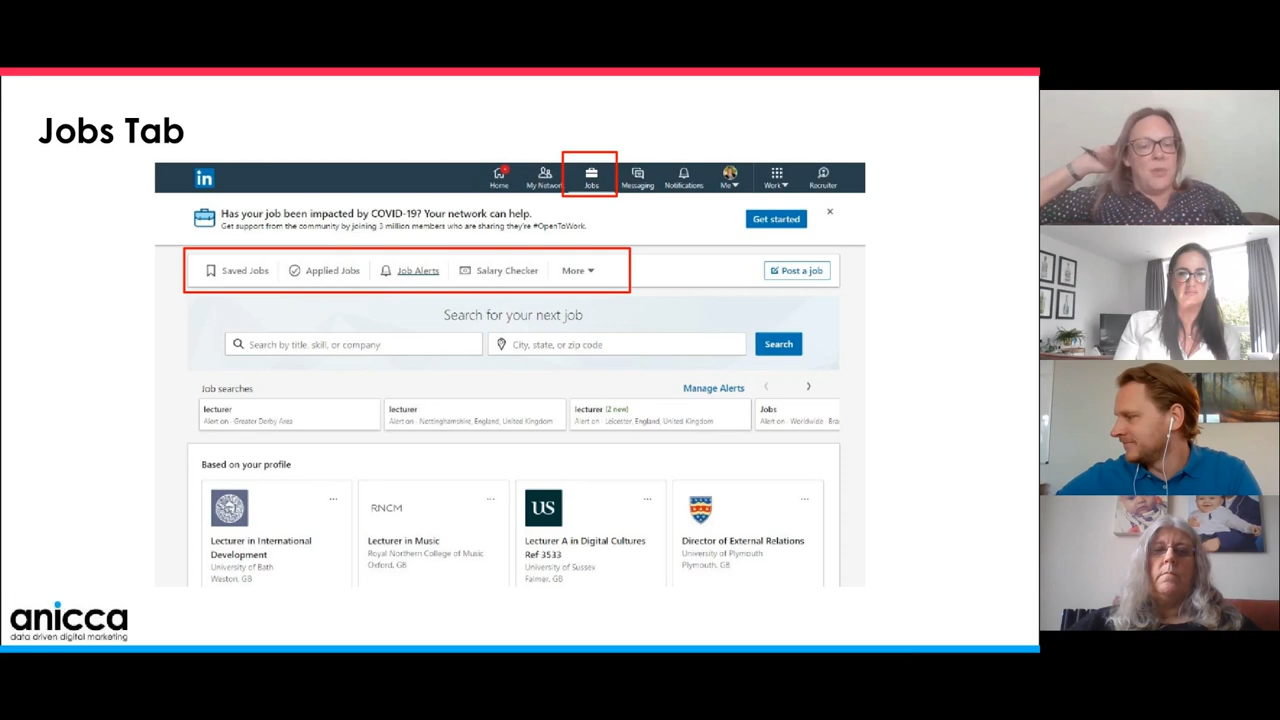 Jobs Tab
in
Home
My Network
Jobs
Messaging
Notifications
Me
Work
Recruiter
Has your job been impacted by COVID-19? Your network can help.
Get support from the community by joining 3 million members who are sharing they're #OpenToWork.
Get started
Saved Jobs
Applied Jobs
Job Alerts
Salary Checker
More
Post a job
Search for your next job
Search by title, skill, or company
City, state, or zip code
Search
Job searches
Manage Alerts
lecturer
Alert on · Greater Derby Area
lecturer
Alert on · Nottinghamshire, England, United Kingdom
lecturer (2 new)
Alert on · Leicester, England, United Kingdom
Jobs
Alert on · Worldwide · Bra
Based on your profile
Lecturer in International
Development
University of Bath
Weston, GB
RNCM
Lecturer in Music
Royal Northern College of Music
Oxford, GB
US
Lecturer A in Digital Cultures
Ref 3533
University of Sussex
Falmer, GB
Director of External Relations
University of Plymouth
Plymouth, GB
anicca
data driven digital marketing